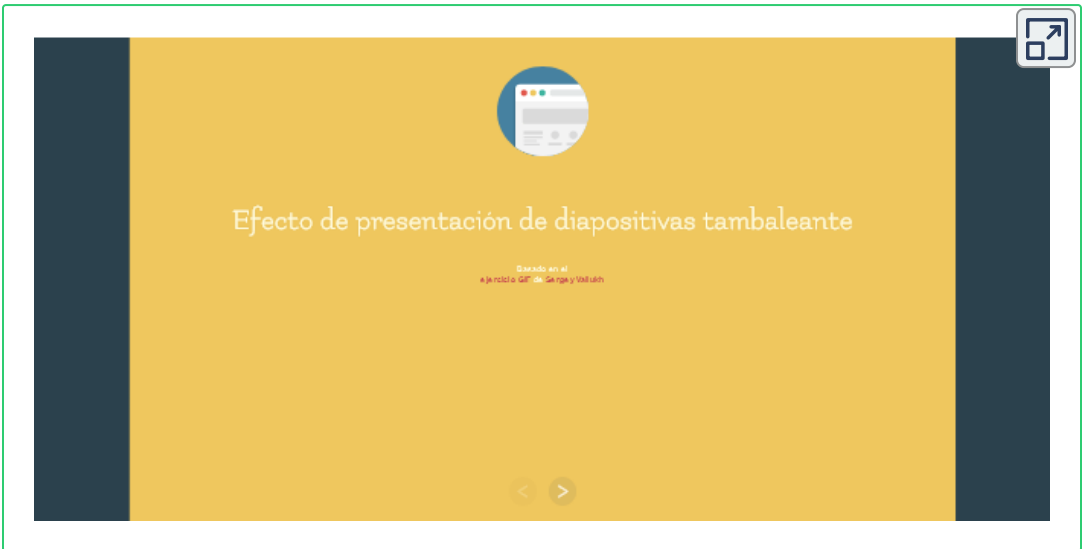 Efecto de presentación de diapositivas tambaleante
Basado en el
ejercicio GIF de Sergey Valiukh
< >